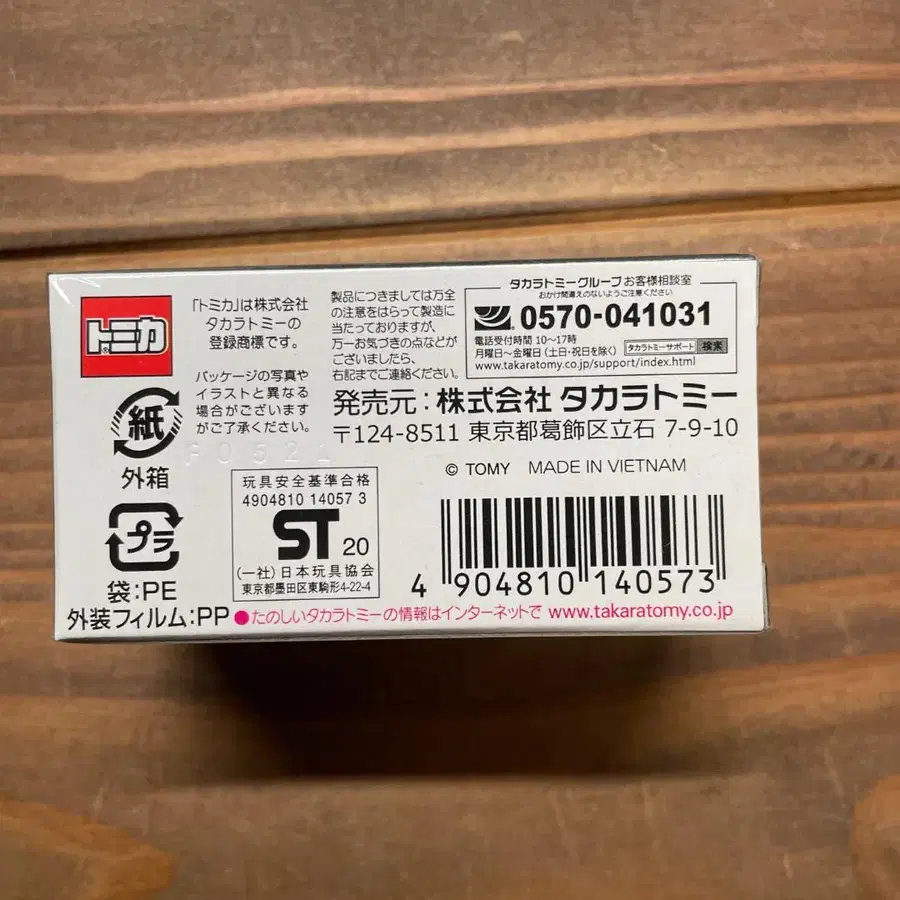 トミカ
「トミカ」は株式会社
タカラトミーの
登録商標です。
パッケージの写真や
イラストと異なる
場合がございます
がご了承ください。
製品につきましては万全
の注意をはらって製造に
当たっておりますが、
万一お気づきの点などが
ございましたら、
右記までご連絡ください。
タカラトミーグループお客様相談室
おかけ間違えのないようご注意ください
0570-041031
電話受付時間 10〜17時
月曜日〜金曜日(土・日・祝日を除く)
タカラトミーサポート 検索
www.takaratomy.co.jp/support/index.html
発売元:株式会社 タカラトミー
〒124-8511 東京都葛飾区立石 7-9-10
© TOMY MADE IN VIETNAM
紙
外箱
プラ
袋:PE
外装フィルム:PP
玩具安全基準合格
4904810 14057 3
ST 20
(一社)日本玩具協会
東京都墨田区東駒形4-22-4
4 904810 140573
●たのしいタカラトミーの情報はインターネットで www.takaratomy.co.jp